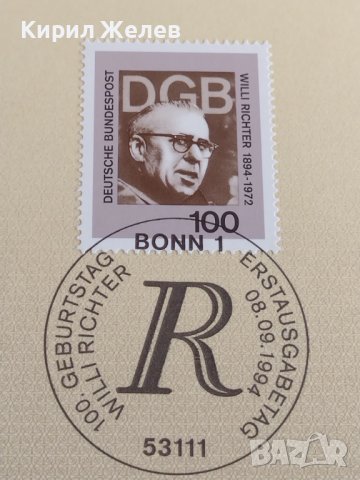 Кирил Желев
DEUTSCHE BUNDESPOST
DGB
WILLI RICHTER 1894-1972
100
BONN 1
100. GEBURTSTAG
WILLI RICHTER
ERSTAUSGABETAG
08.09.1994
R
53111
BAZAR